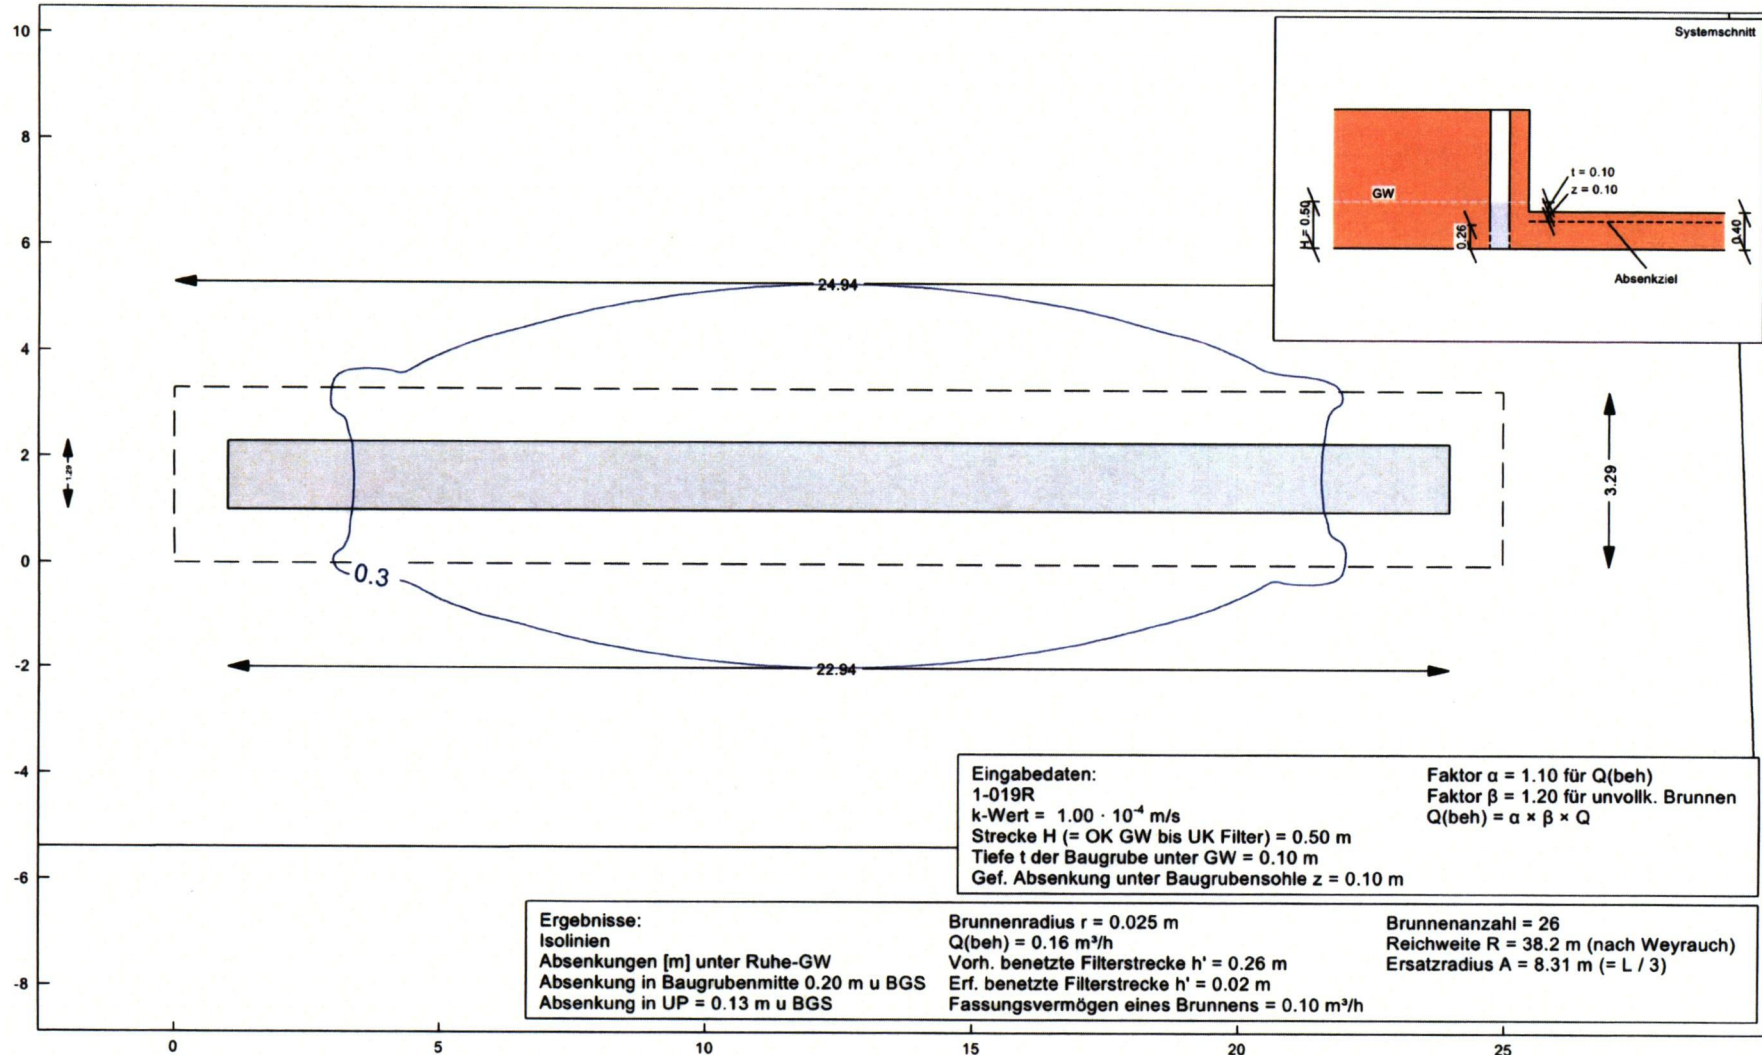 Systemschnitt
t = 0.10
z = 0.10
GW
H = 0.50
0.26
0.40
Absenkziel
10
8
6
4
2
0
-2
-4
-6
-8
24.94
1.29
3.29
0.3
22.94
Eingabedaten:
1-019R
k-Wert = 1.00 · 10⁻⁴ m/s
Strecke H (= OK GW bis UK Filter) = 0.50 m
Tiefe t der Baugrube unter GW = 0.10 m
Gef. Absenkung unter Baugrubensohle z = 0.10 m
Faktor α = 1.10 für Q(beh)
Faktor β = 1.20 für unvollk. Brunnen
Q(beh) = α × β × Q
Ergebnisse:
Isolinien
Absenkungen [m] unter Ruhe-GW
Absenkung in Baugrubenmitte 0.20 m u BGS
Absenkung in UP = 0.13 m u BGS
Brunnenradius r = 0.025 m
Q(beh) = 0.16 m³/h
Vorh. benetzte Filterstrecke h' = 0.26 m
Erf. benetzte Filterstrecke h' = 0.02 m
Fassungsvermögen eines Brunnens = 0.10 m³/h
Brunnenanzahl = 26
Reichweite R = 38.2 m (nach Weyrauch)
Ersatzradius A = 8.31 m (= L / 3)
0
5
10
15
20
25